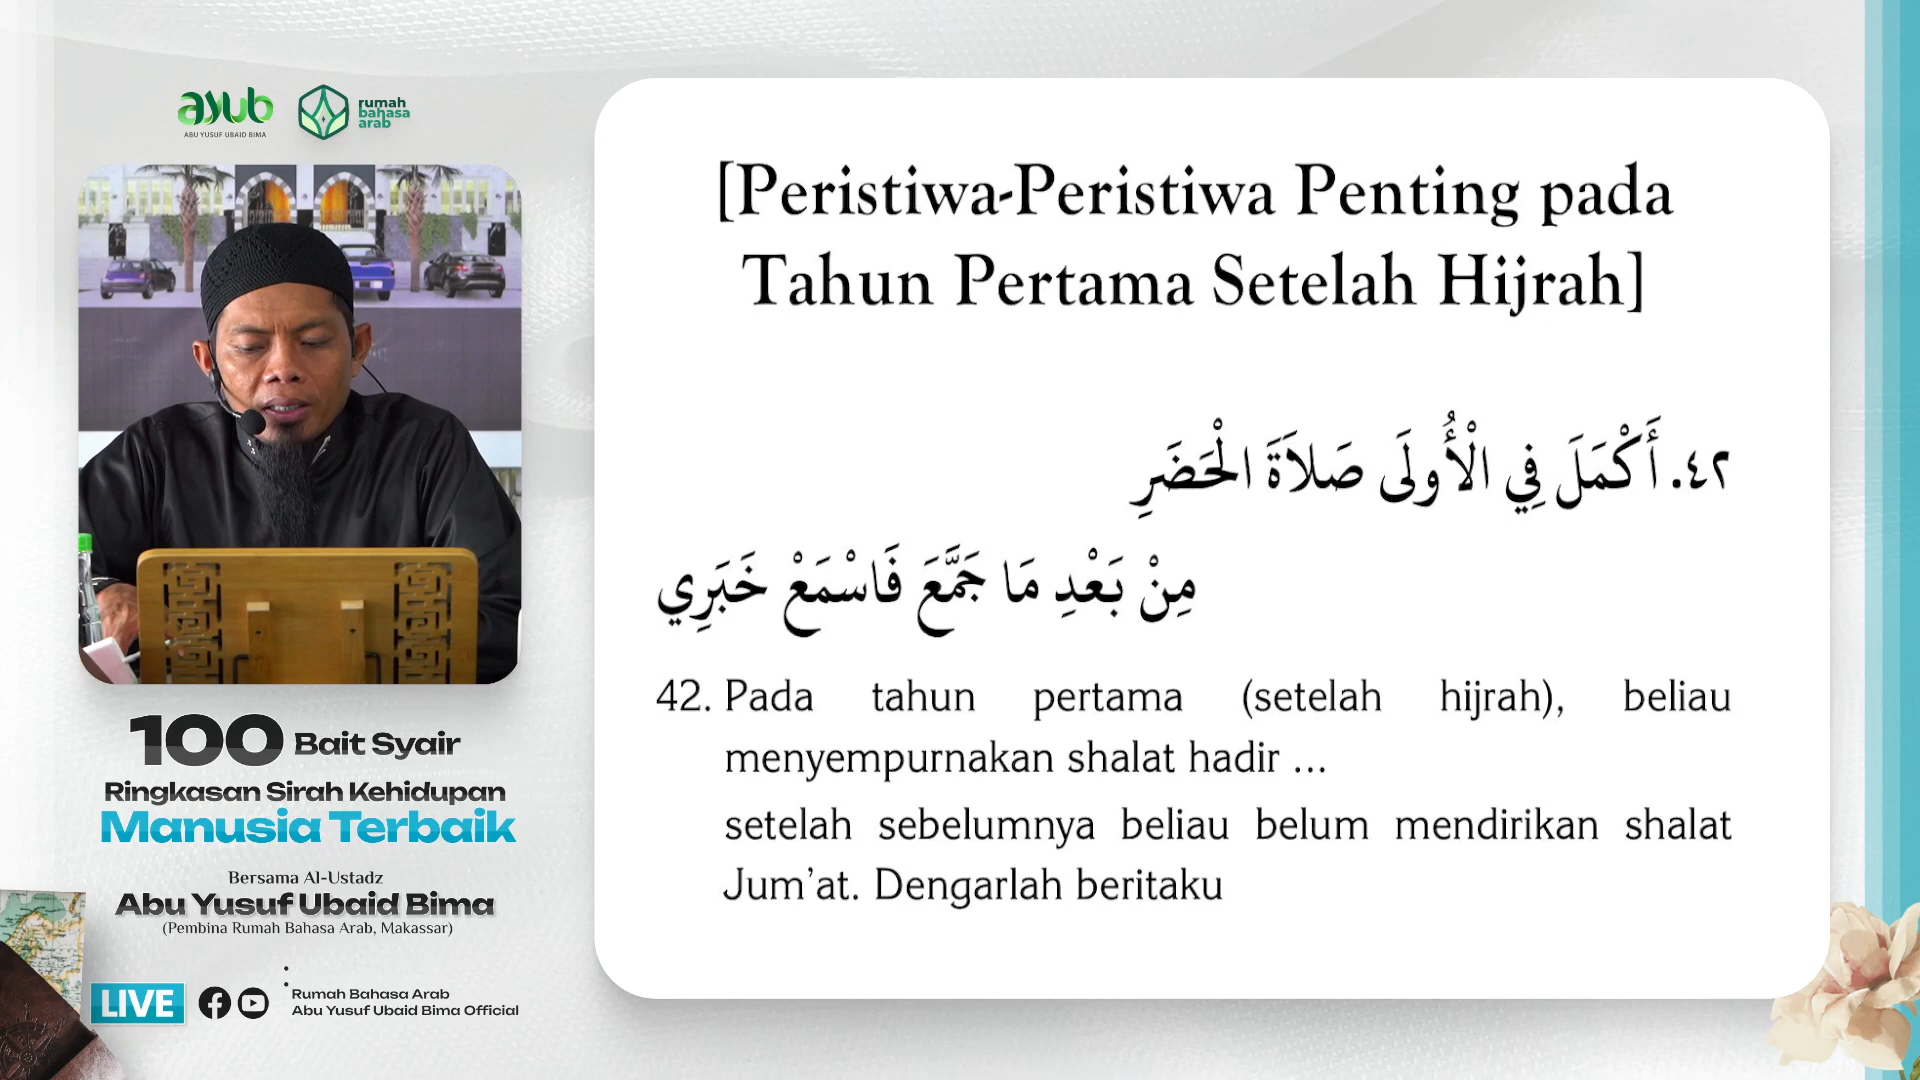 asub
ABU YUSUF UBAID BIMA
rumah
bahasa
arab
100 Bait Syair
Ringkasan Sirah Kehidupan
Manusia Terbaik
Bersama Al-Ustadz
Abu Yusuf Ubaid Bima
(Pembina Rumah Bahasa Arab, Makassar)
LIVE
:
Rumah Bahasa Arab
Abu Yusuf Ubaid Bima Official
[Peristiwa-Peristiwa Penting pada
Tahun Pertama Setelah Hijrah]
٤٢. أَكْمَلَ فِي الْأُولَى صَلاَةَ الْحَضَرِ
مِنْ بَعْدِ مَا جَمَّعَ فَاسْمَعْ خَبَرِي
42. Pada tahun pertama (setelah hijrah), beliau
menyempurnakan shalat hadir ...
setelah sebelumnya beliau belum mendirikan shalat
Jum’at. Dengarlah beritaku